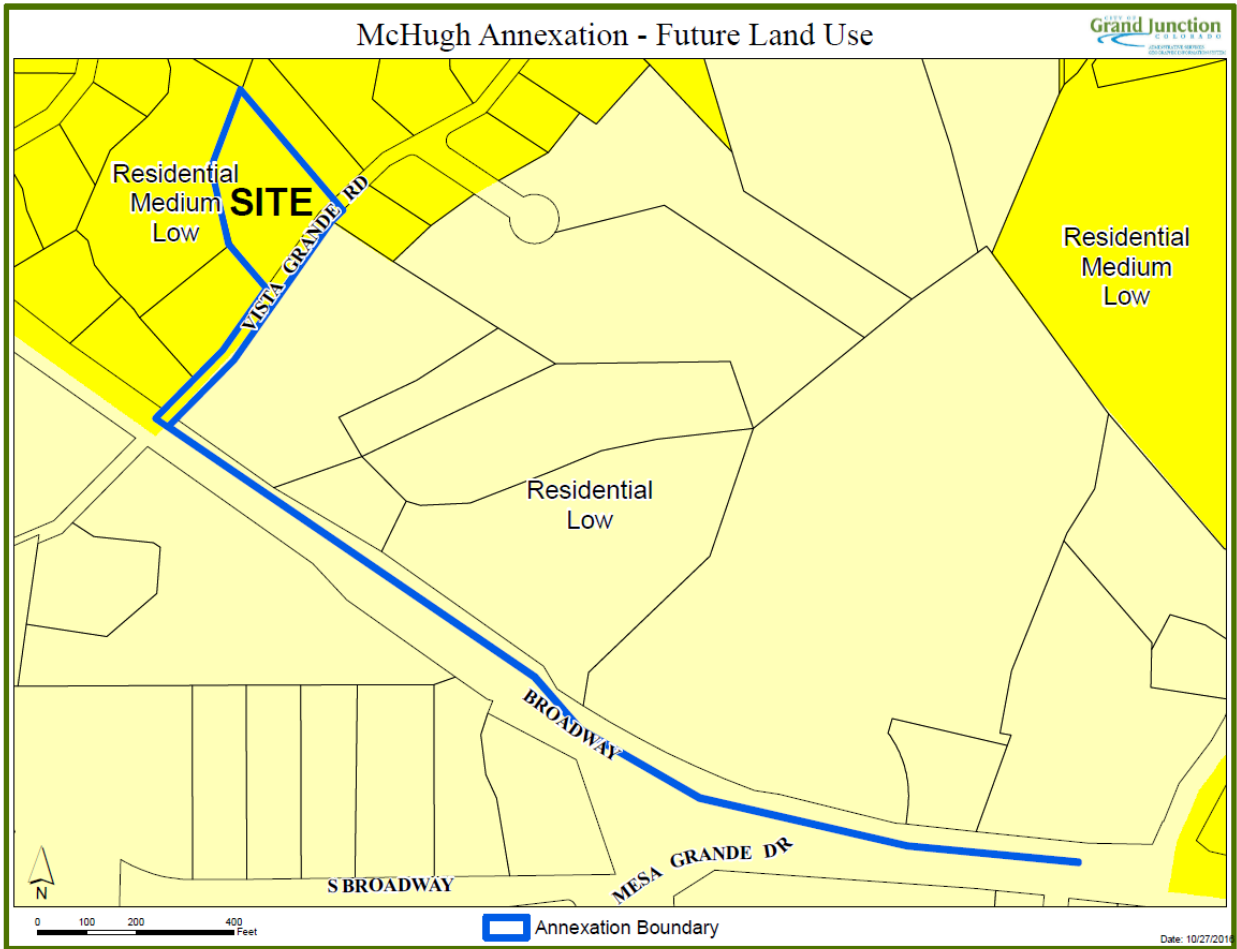 McHugh Annexation - Future Land Use
CITY OF
Grand Junction
COLORADO
ADMINISTRATIVE SERVICES
Residential
Medium
Low
SITE
VISTA GRANDE RD
Residential
Medium
Low
Residential
Low
BROADWAY
MESA GRANDE DR
S BROADWAY
N
0 100 200 400
Feet
Annexation Boundary
Date: 10/27/2016